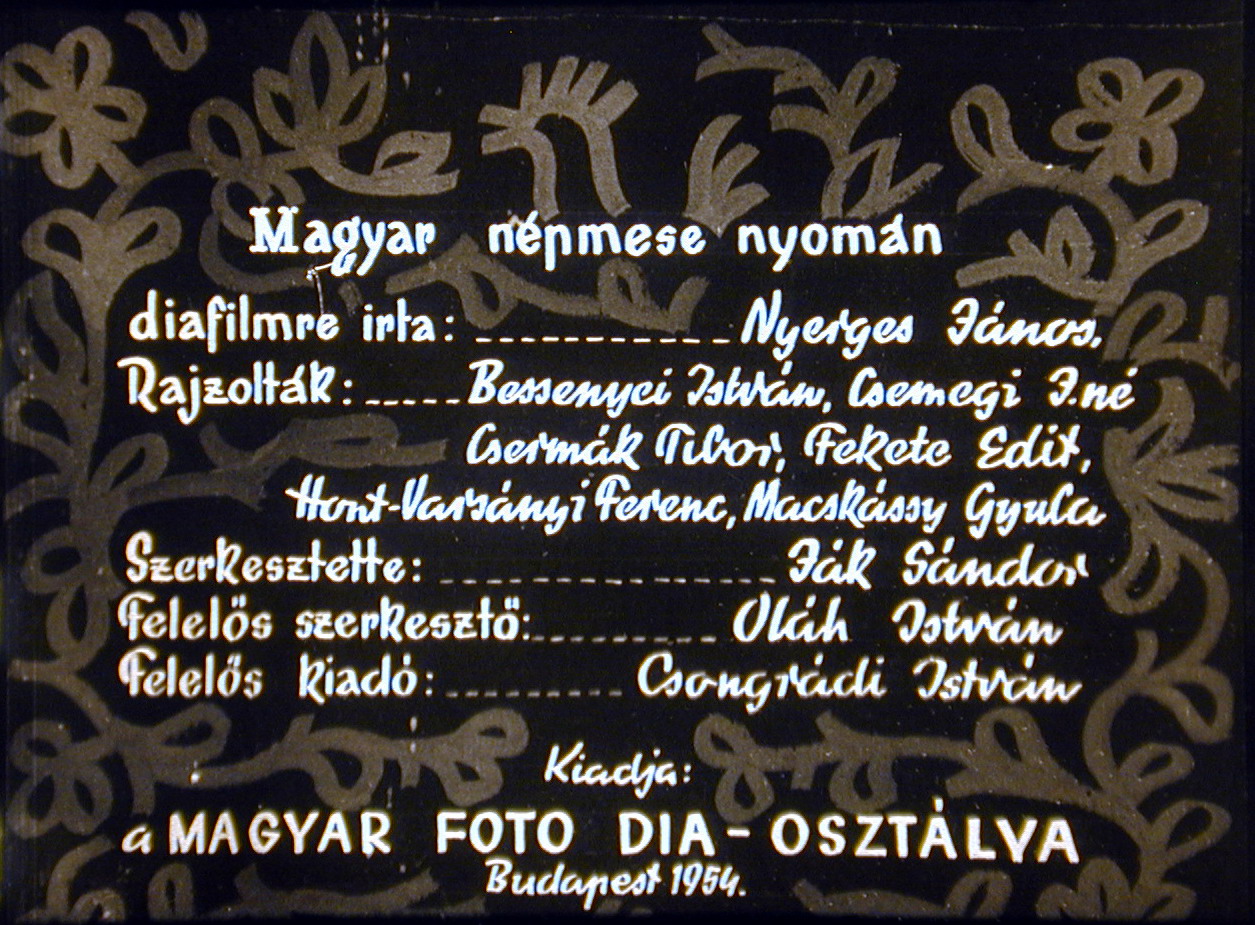 Magyar népmese nyomán
diafilmre irta: ___________ Nyerges János.
Rajzolták: _____ Bessenyei István, Csemegi J.né
Csermák Tibor, Fekete Edit,
Hont-Varsányi Ferenc, Macskássy Gyula
Szerkesztette: ________________ Ják Sándor
Felelős szerkesztő: _________ Oláh István
Felelős kiadó: _________ Csongrádi István
Kiadja:
a MAGYAR FOTO DIA-OSZTÁLYA
Budapest 1954.